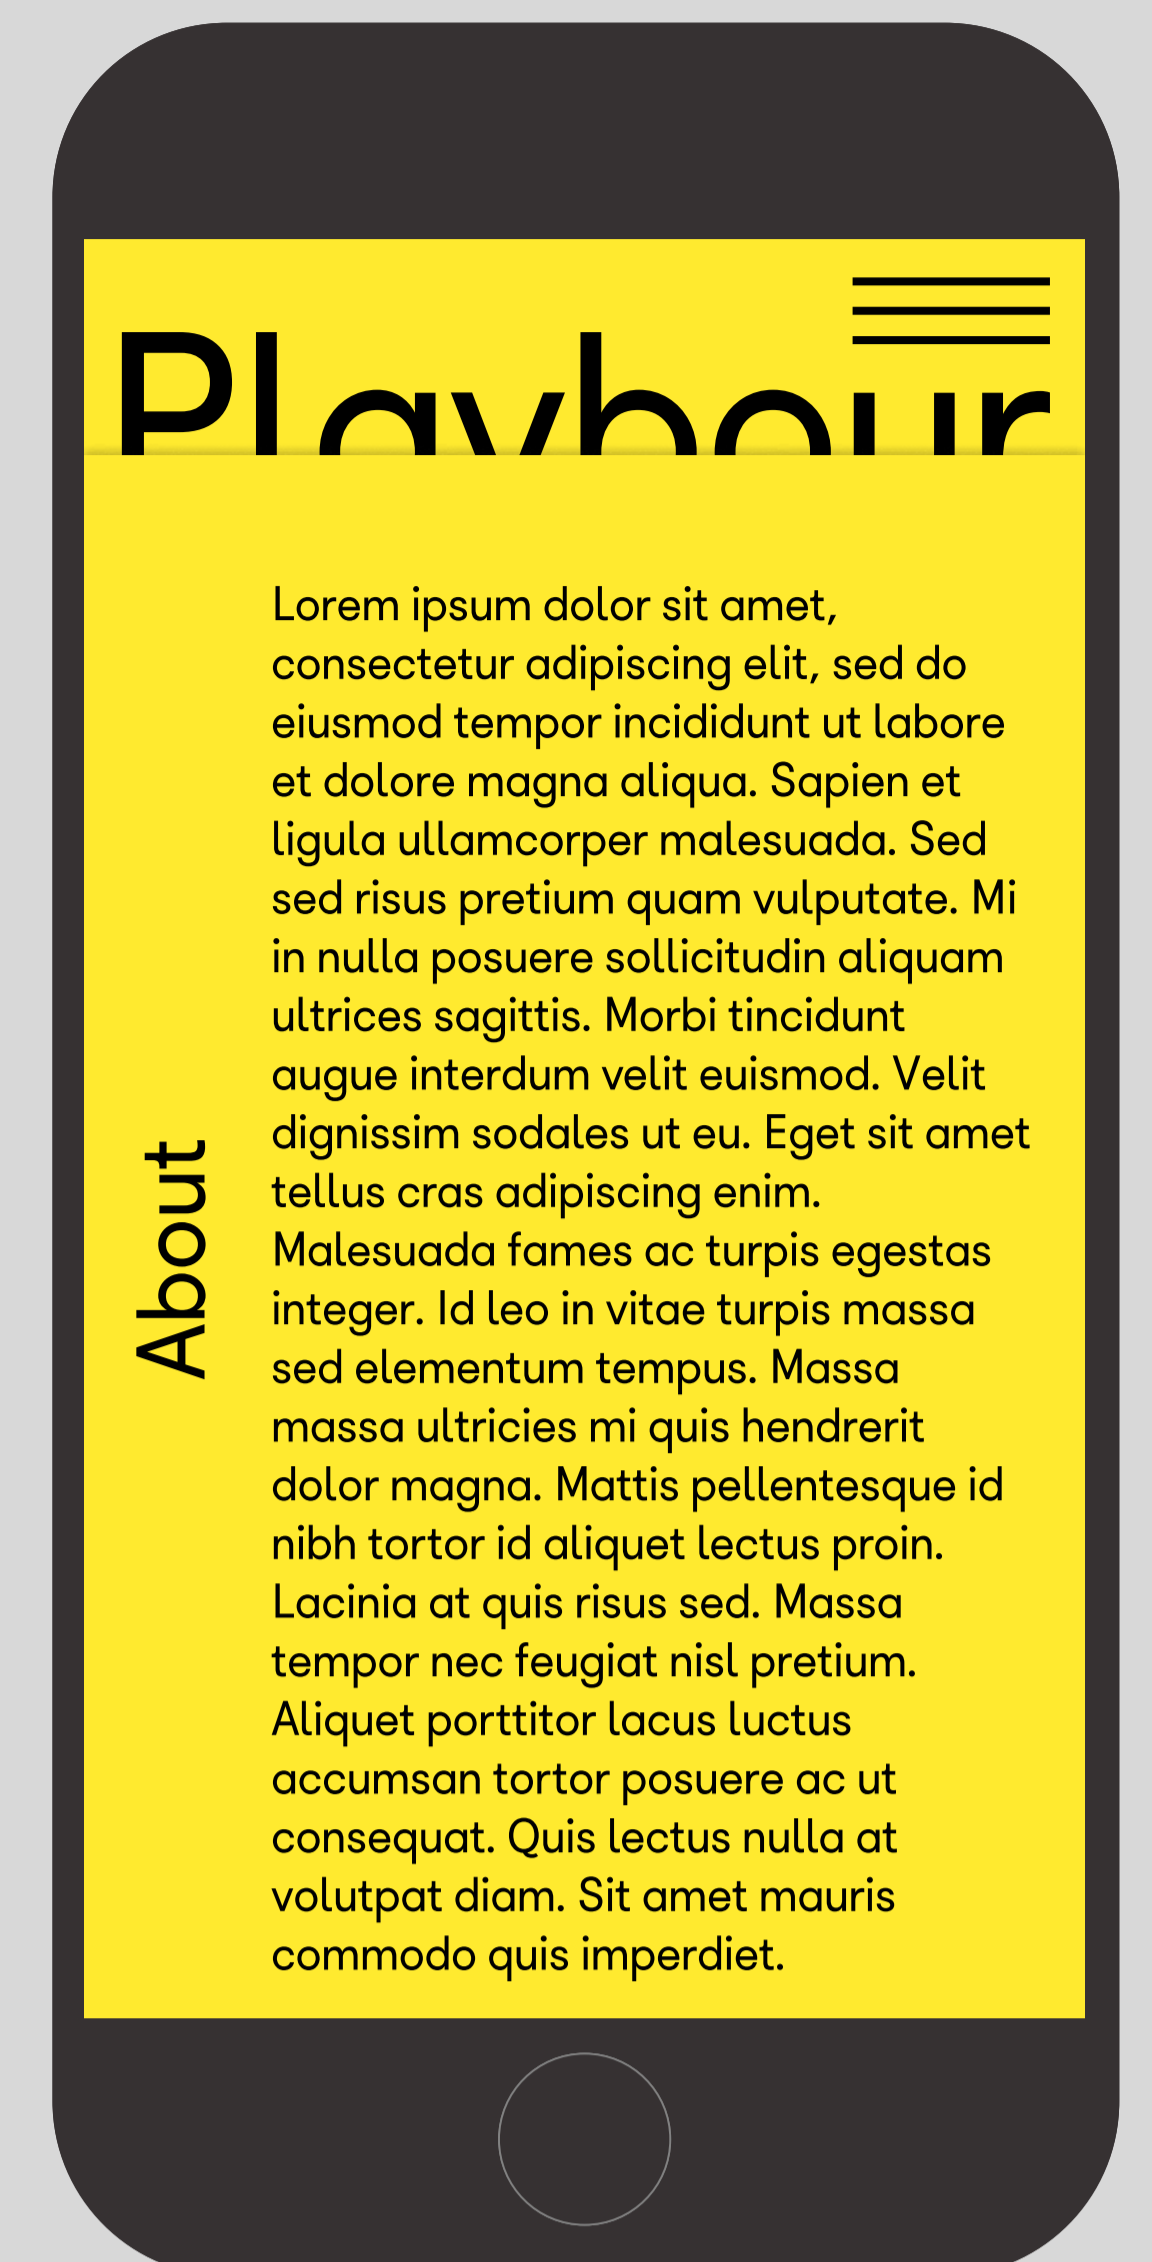 Playbour
About
Lorem ipsum dolor sit amet,
consectetur adipiscing elit, sed do
eiusmod tempor incididunt ut labore
et dolore magna aliqua. Sapien et
ligula ullamcorper malesuada. Sed
sed risus pretium quam vulputate. Mi
in nulla posuere sollicitudin aliquam
ultrices sagittis. Morbi tincidunt
augue interdum velit euismod. Velit
dignissim sodales ut eu. Eget sit amet
tellus cras adipiscing enim.
Malesuada fames ac turpis egestas
integer. Id leo in vitae turpis massa
sed elementum tempus. Massa
massa ultricies mi quis hendrerit
dolor magna. Mattis pellentesque id
nibh tortor id aliquet lectus proin.
Lacinia at quis risus sed. Massa
tempor nec feugiat nisl pretium.
Aliquet porttitor lacus luctus
accumsan tortor posuere ac ut
consequat. Quis lectus nulla at
volutpat diam. Sit amet mauris
commodo quis imperdiet.